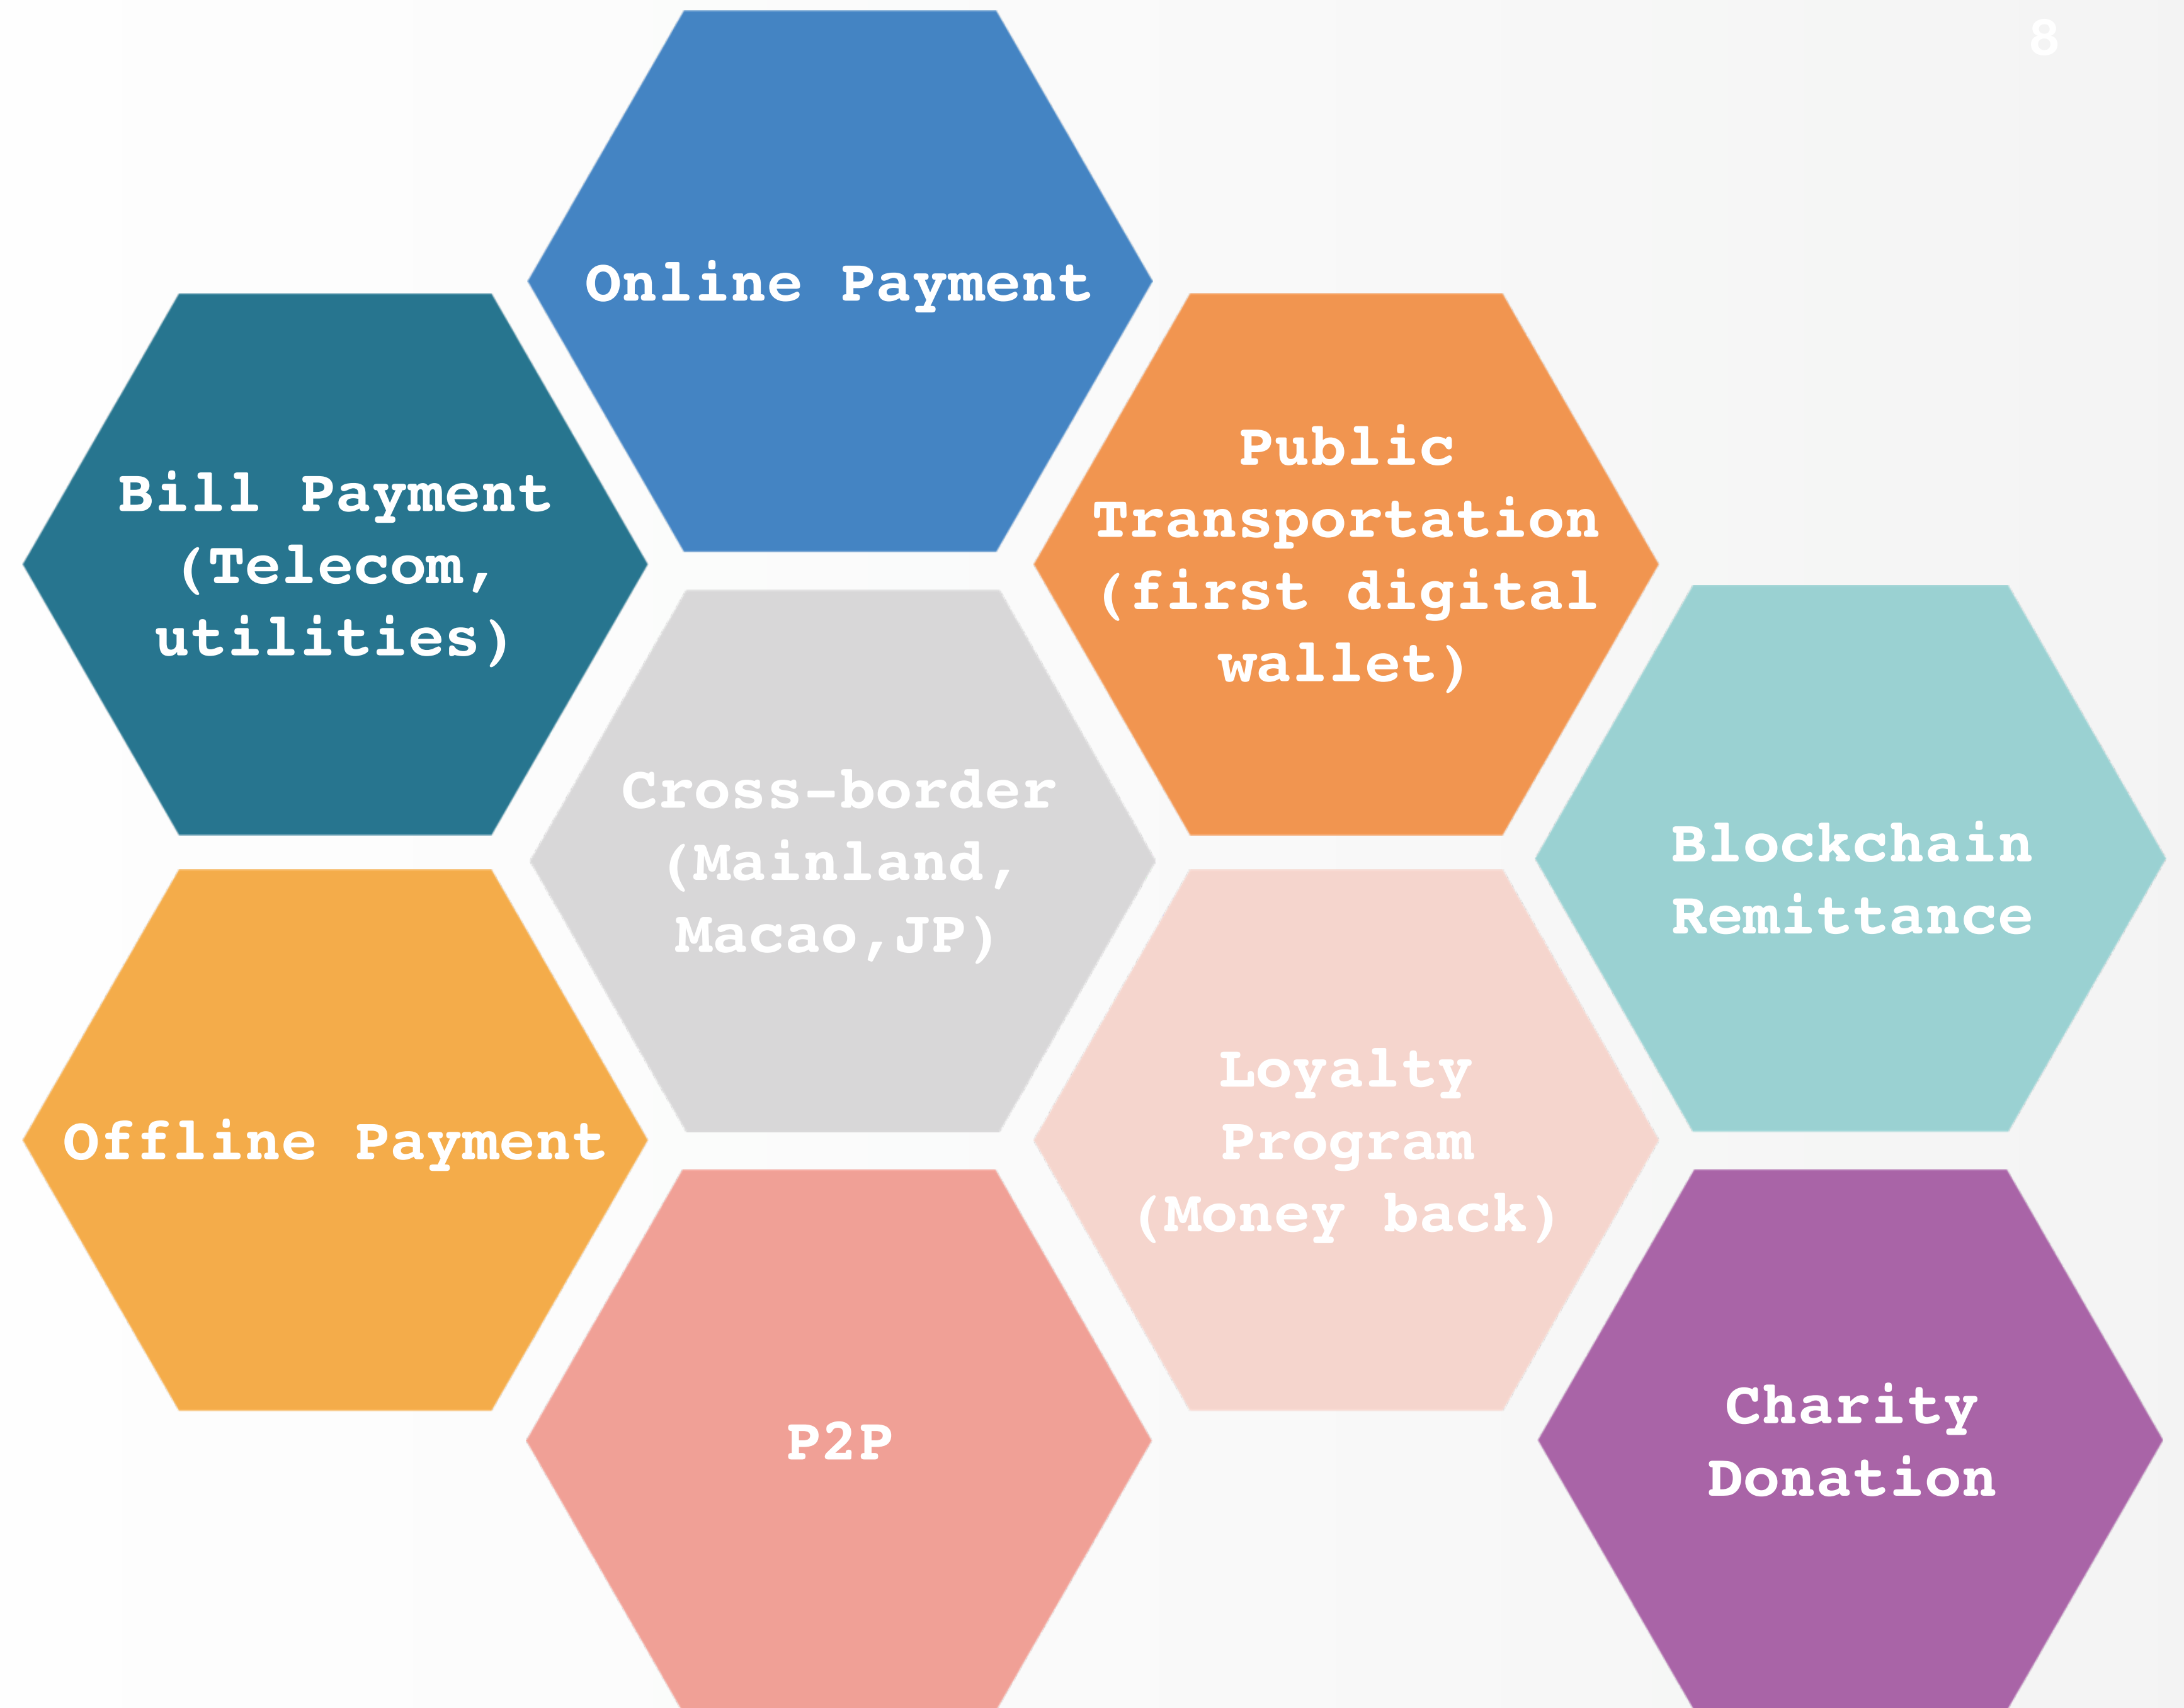 8
Online Payment
Bill Payment
(Telecom,
utilities)
Public
Transportation
(first digital
wallet)
Cross-border
(Mainland,
Macao,JP)
Blockchain
Remittance
Offline Payment
Loyalty
Program
(Money back)
P2P
Charity
Donation